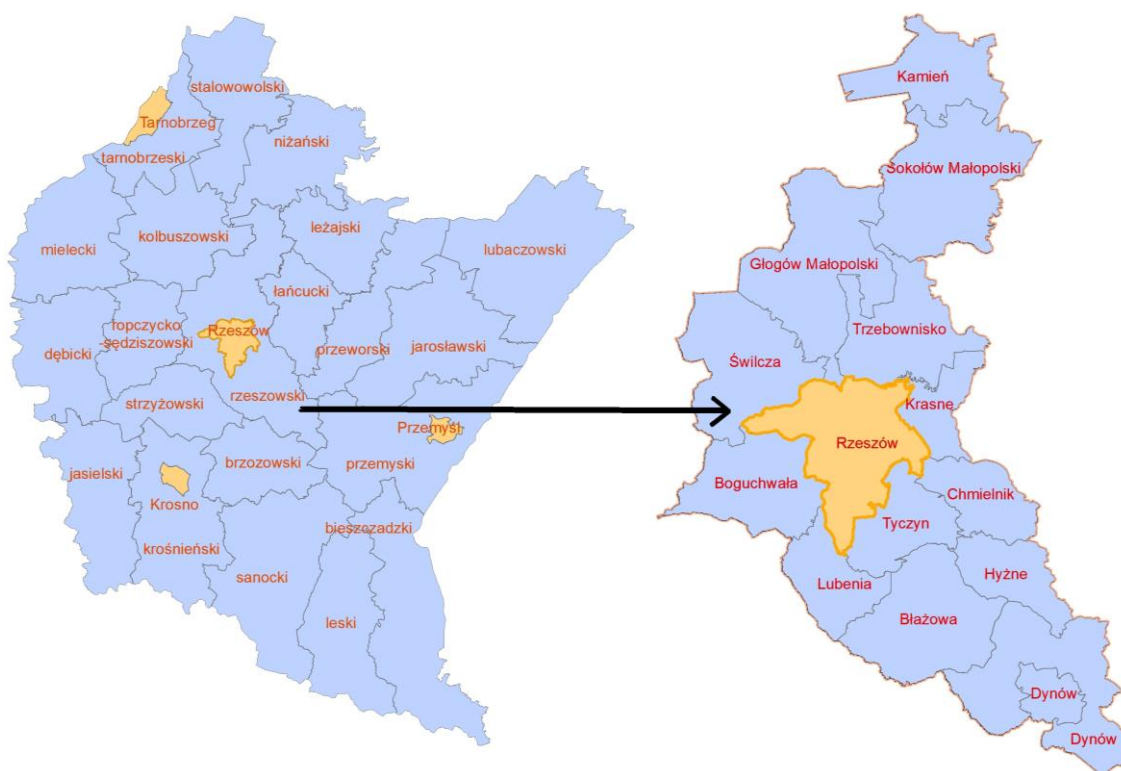 stalowowolski
Tarnobrzeg
tarnobrzeski
niżański
mielecki
kolbuszowski
leżajski
lubaczowski
łańcucki
ropczycko
-sędziszowski
Rzeszów
dębicki
przeworski
jarosławski
strzyżowski
rzeszowski
Przemyśl
jasielski
brzozowski
przemyski
Krosno
bieszczadzki
krośnieński
sanocki
leski
Kamień
Sokołów Małopolski
Głogów Małopolski
Trzebownisko
Świlcza
Krasne
Rzeszów
Boguchwała
Chmielnik
Tyczyn
Lubenia
Hyżne
Błażowa
Dynów
Dynów